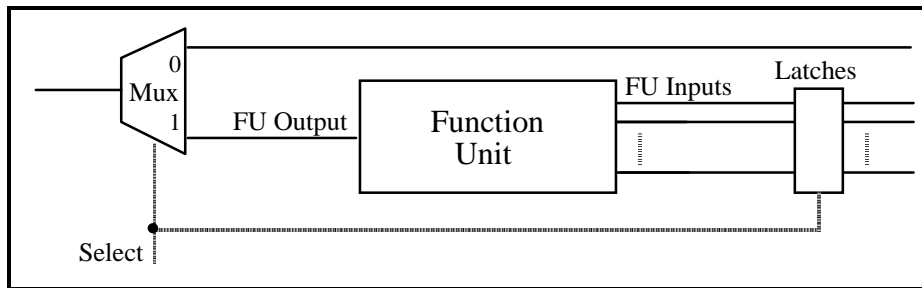 0
Mux
1
FU Output
Function
Unit
FU Inputs
Latches
Select